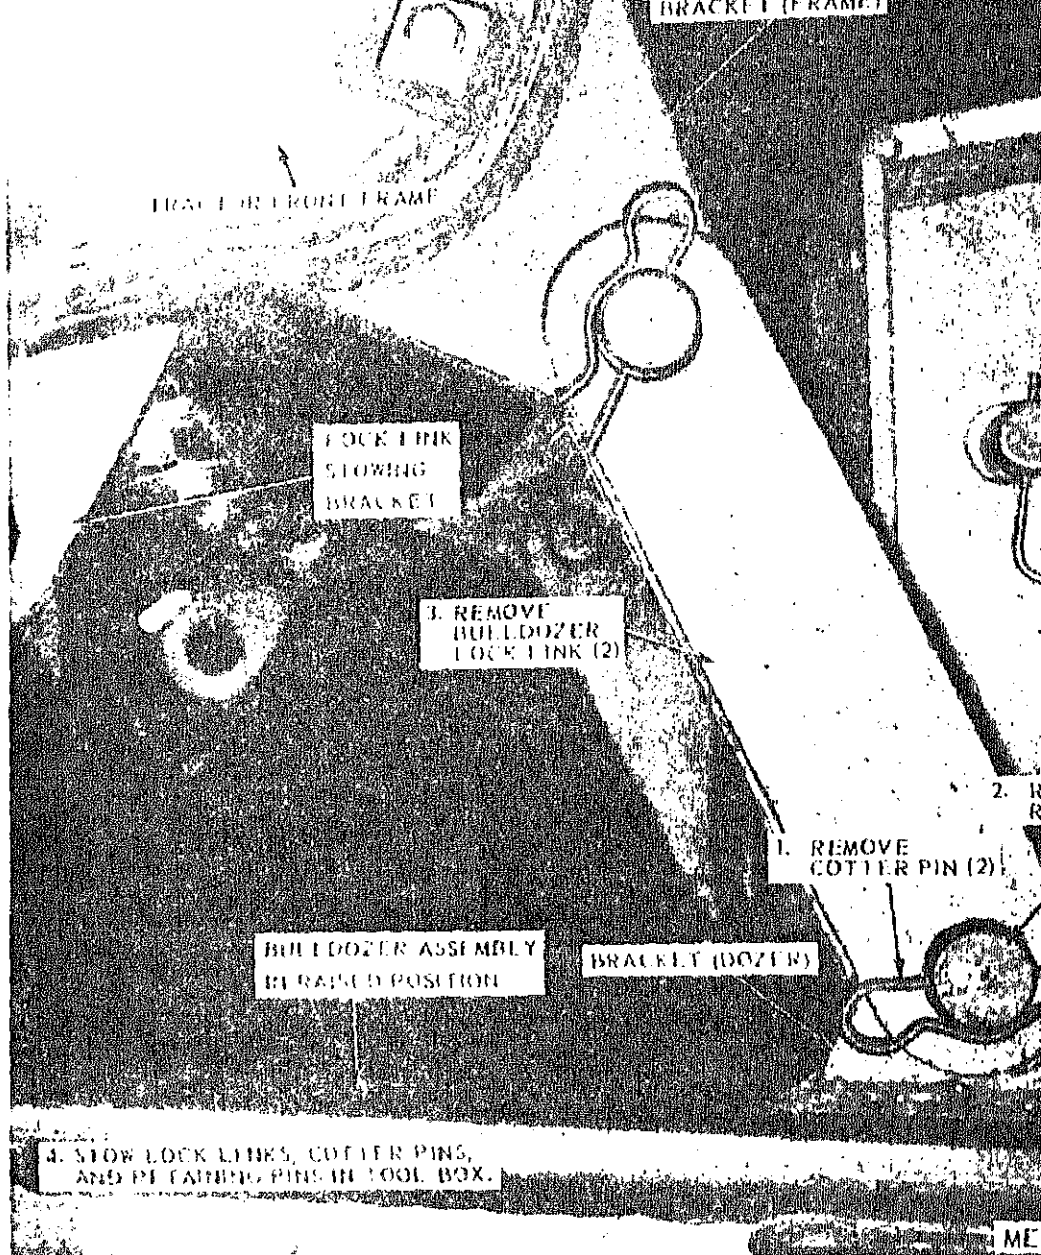 BRACKET (FRAME)
TRACTOR FRONT FRAME
LOCK LINK
STOWING
BRACKET
3. REMOVE
BULLDOZER
LOCK LINK (2)
2. R
R
1. REMOVE
COTTER PIN (2)
BULLDOZER ASSEMBLY
IN RAISED POSITION
BRACKET (DOZER)
4. STOW LOCK LINKS, COTTER PINS,
AND RETAINING PINS IN TOOL BOX.
ME